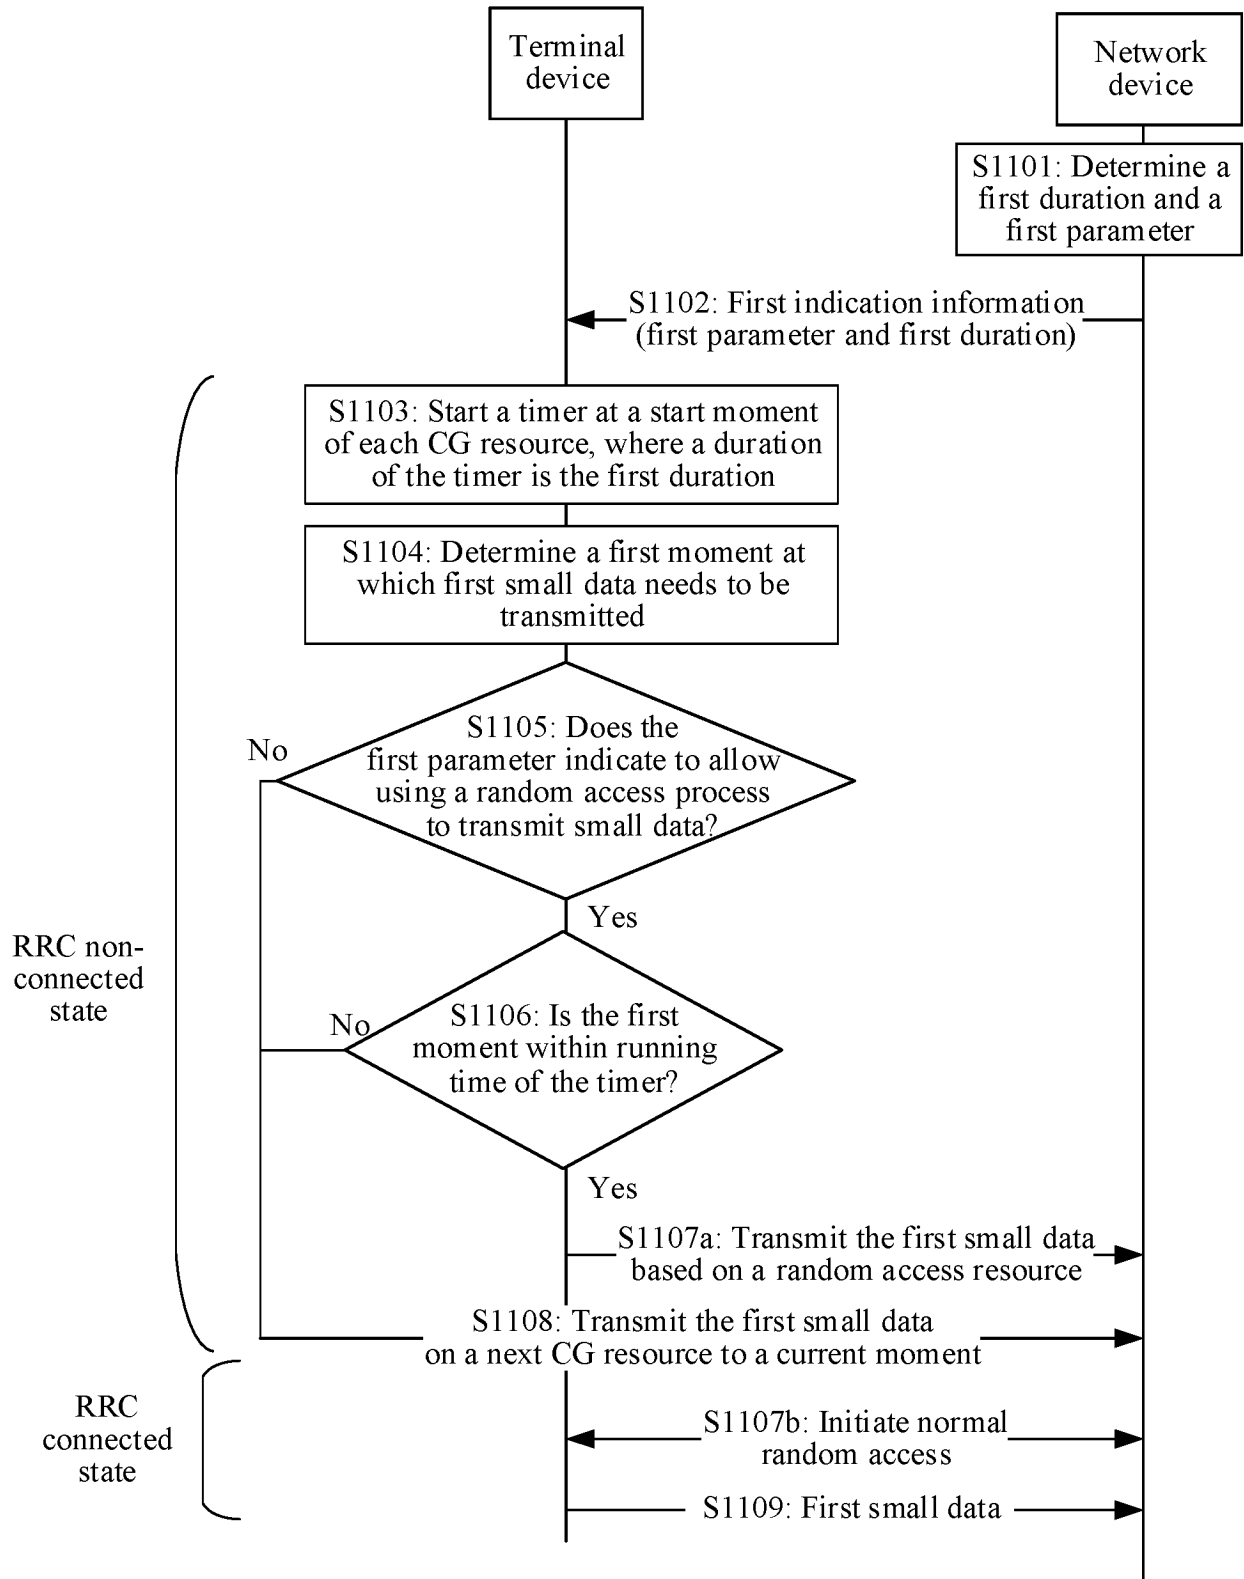 Terminal
device
Network
device
S1101: Determine a
first duration and a
first parameter
S1102: First indication information
(first parameter and first duration)
S1103: Start a timer at a start moment
of each CG resource, where a duration
of the timer is the first duration
S1104: Determine a first moment at
which first small data needs to be
transmitted
S1105: Does the
first parameter indicate to allow
using a random access process
to transmit small data?
No
Yes
RRC non-
connected
state
S1106: Is the first
moment within running
time of the timer?
No
Yes
S1107a: Transmit the first small data
based on a random access resource
S1108: Transmit the first small data
on a next CG resource to a current moment
RRC
connected
state
S1107b: Initiate normal
random access
S1109: First small data